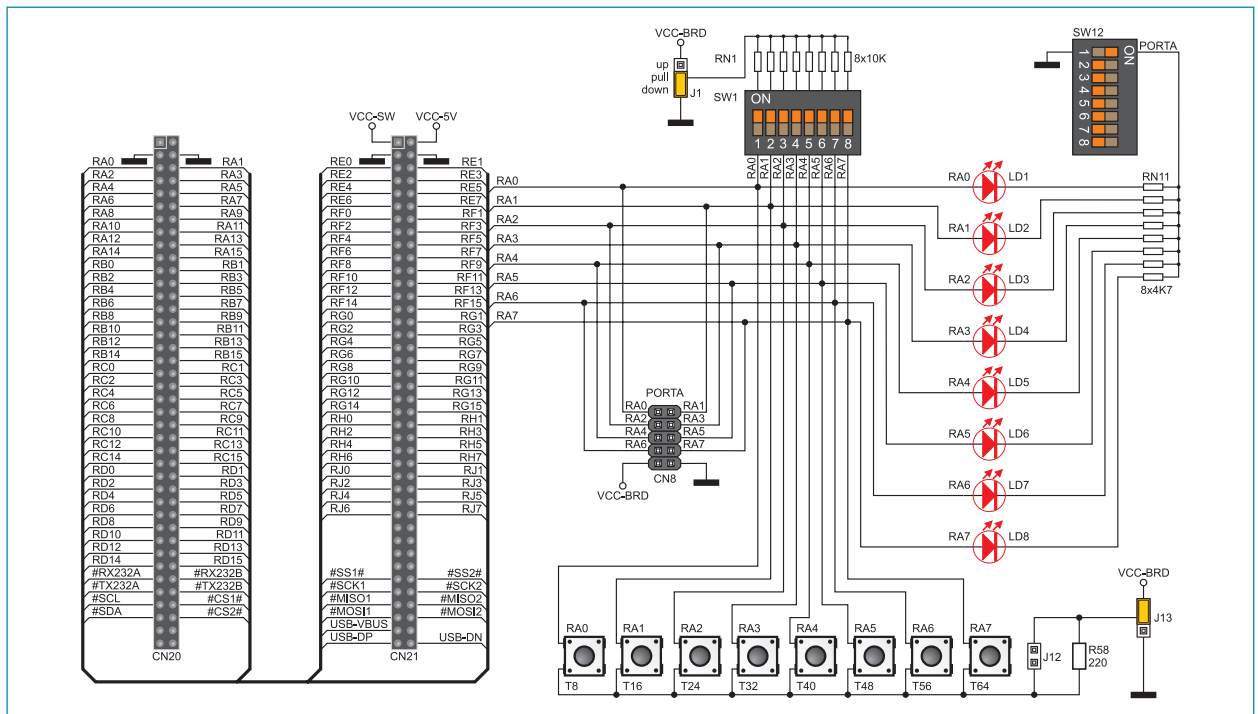 VCC-BRD
up
pull
down
J1
RN1
8x10K
SW1
ON
1 2 3 4 5 6 7 8
RA0 RA1 RA2 RA3 RA4 RA5 RA6 RA7
SW12
PORTA
ON
1
2
3
4
5
6
7
8
RA0 RA1
RA2 RA3
RA4 RA5
RA6 RA7
RA8 RA9
RA10 RA11
RA12 RA13
RA14 RA15
RB0 RB1
RB2 RB3
RB4 RB5
RB6 RB7
RB8 RB9
RB10 RB11
RB12 RB13
RB14 RB15
RC0 RC1
RC2 RC3
RC4 RC5
RC6 RC7
RC8 RC9
RC10 RC11
RC12 RC13
RC14 RC15
RD0 RD1
RD2 RD3
RD4 RD5
RD6 RD7
RD8 RD9
RD10 RD11
RD12 RD13
RD14 RD15
#RX232A #RX232B
#TX232A #TX232B
#SCL #CS1#
#SDA #CS2#
CN20
VCC-SW VCC-5V
RE0 RE1
RE2 RE3
RE4 RE5
RE6 RE7
RF0 RF1
RF2 RF3
RF4 RF5
RF6 RF7
RF8 RF9
RF10 RF11
RF12 RF13
RF14 RF15
RG0 RG1
RG2 RG3
RG4 RG5
RG6 RG7
RG8 RG9
RG10 RG11
RG12 RG13
RG14 RG15
RH0 RH1
RH2 RH3
RH4 RH5
RH6 RH7
RJ0 RJ1
RJ2 RJ3
RJ4 RJ5
RJ6 RJ7
#SS1# #SS2#
#SCK1 #SCK2
#MISO1 #MISO2
#MOSI1 #MOSI2
USB-VBUS
USB-DP USB-DN
CN21
RA0
RA1
RA2
RA3
RA4
RA5
RA6
RA7
PORTA
RA0 RA1
RA2 RA3
RA4 RA5
RA6 RA7
CN8
VCC-BRD
RA0 LD1
RA1 LD2
RA2 LD3
RA3 LD4
RA4 LD5
RA5 LD6
RA6 LD7
RA7 LD8
RN11
8x4K7
RA0 RA1 RA2 RA3 RA4 RA5 RA6 RA7
T8 T16 T24 T32 T40 T48 T56 T64
J12
R58
220
VCC-BRD
J13